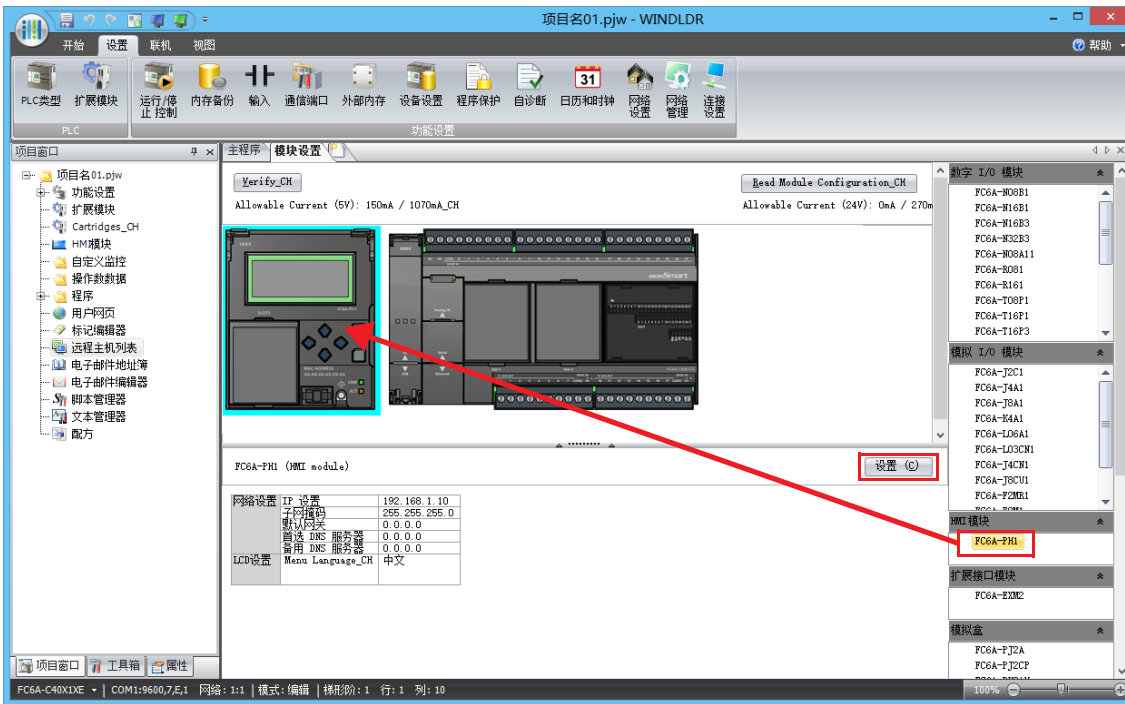 项目名01.pjw - WINDLDR
开始 设置 联机 视图 帮助
PLC类型 扩展模块 运行/停止 控制 内存备份 输入 通信端口 外部内存 设备设置 程序保护 自诊断 31 日历和时钟 网络设置 网络管理 连接设置
PLC 功能设置
项目窗口
项目名01.pjw
功能设置
扩展模块
Cartridges_CH
HMI模块
自定义监控
操作数数据
程序
用户网页
标记编辑器
远程主机列表
电子邮件地址簿
电子邮件编辑器
脚本管理器
文本管理器
配方
项目窗口 工具箱 属性
主程序 模块设置
Verify_CH Read Module Configuration_CH
Allowable Current (5V): 150mA / 1070mA_CH Allowable Current (24V): 0mA / 270m
IDEC
SLOT3 FC6A-PH1
MAC ADDRESS
XX-XX-XX-XX-XX-XX
LINK
ACT
microSmart
FC6A-PH1 (HMI module) 设置 (C)
网络设置 IP 设置 192.168.1.10
子网掩码 255.255.255.0
默认网关 0.0.0.0
首选 DNS 服务器 0.0.0.0
备用 DNS 服务器 0.0.0.0
LCD设置 Menu Language_CH 中文
数字 I/O 模块
FC6A-N08B1
FC6A-N16B1
FC6A-N16B3
FC6A-N32B3
FC6A-N08A11
FC6A-R081
FC6A-R161
FC6A-T08P1
FC6A-T16P1
FC6A-T16P3
模拟 I/O 模块
FC6A-J2C1
FC6A-J4A1
FC6A-J8A1
FC6A-K4A1
FC6A-L06A1
FC6A-L03CN1
FC6A-J4CN1
FC6A-J8CU1
FC6A-F2MR1
HMI模块
FC6A-PH1
扩展接口模块
FC6A-EXM2
模拟盒
FC6A-PJ2A
FC6A-PJ2CP
FC6A-C40X1XE COM1:9600,7,E,1 网络: 1:1 模式: 编辑 梯形阶: 1 行: 1 列: 10 100%